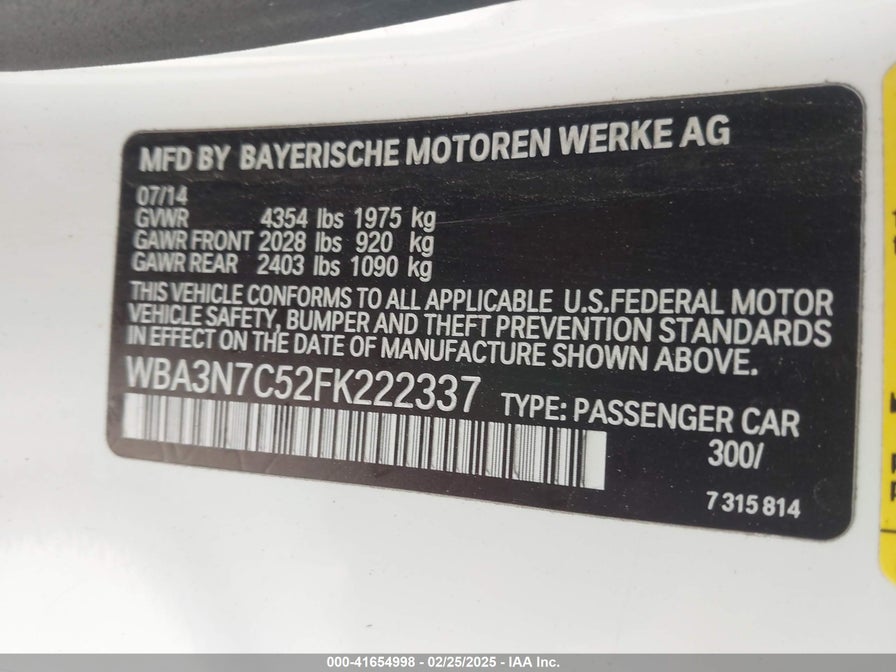 MFD BY BAYERISCHE MOTOREN WERKE AG
07/14
GVWR 4354 lbs 1975 kg
GAWR FRONT 2028 lbs 920 kg
GAWR REAR 2403 lbs 1090 kg
THIS VEHICLE CONFORMS TO ALL APPLICABLE U.S.FEDERAL MOTOR
VEHICLE SAFETY, BUMPER AND THEFT PREVENTION STANDARDS
IN EFFECT ON THE DATE OF MANUFACTURE SHOWN ABOVE.
WBA3N7C52FK222337 TYPE: PASSENGER CAR
300/
7 315 814
000-41654998 - 02/25/2025 - IAA Inc.